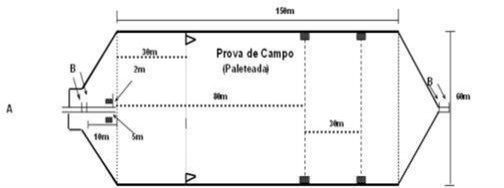 150m
30m
B
2m
Prova de Campo
(Paleteada)
B
A
80m
60m
10m
5m
30m